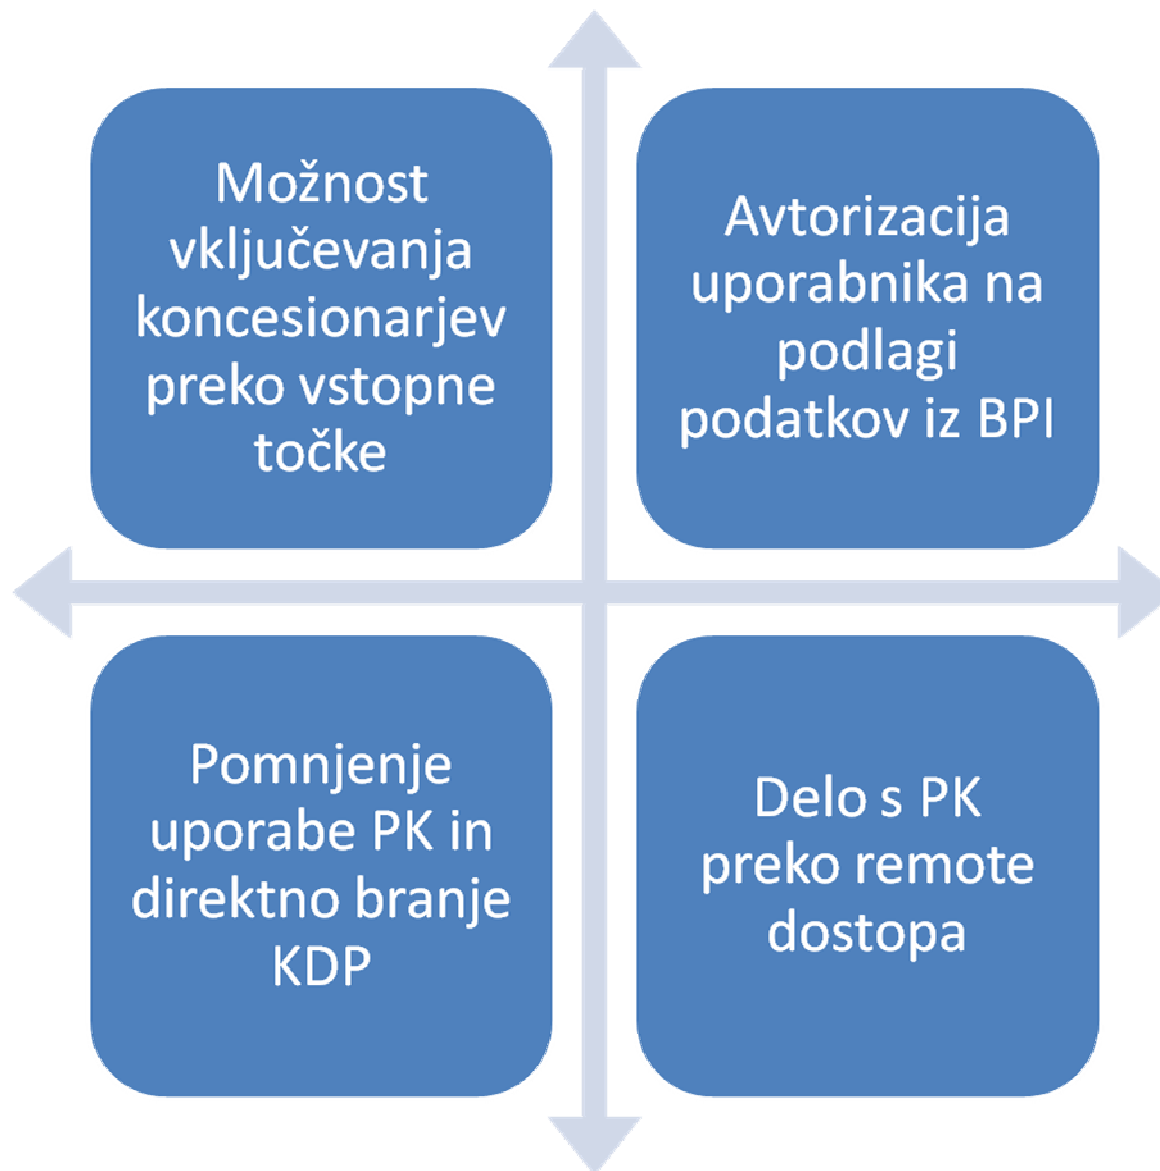 Možnost
vključevanja
koncesionarjev
preko vstopne
točke
Avtorizacija
uporabnika na
podlagi
podatkov iz BPI
Pomnjenje
uporabe PK in
direktno branje
KDP
Delo s PK
preko remote
dostopa